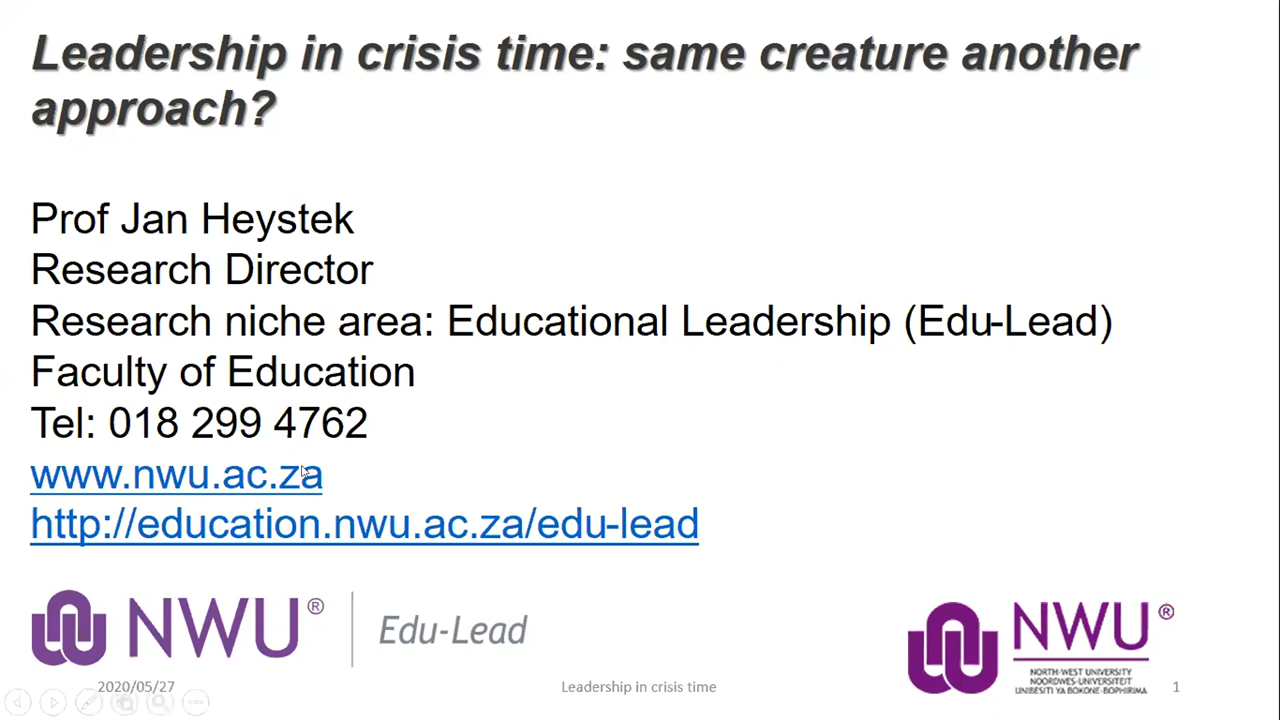 Leadership in crisis time: same creature another
approach?
Prof Jan Heystek
Research Director
Research niche area: Educational Leadership (Edu-Lead)
Faculty of Education
Tel: 018 299 4762
www.nwu.ac.za
http://education.nwu.ac.za/edu-lead
NWU®
Edu-Lead
NWU®
NORTH-WEST UNIVERSITY
NOORDWES-UNIVERSITEIT
UNIBESITI YA BOKONE-BOPHIRIMA
2020/05/27
Leadership in crisis time
1